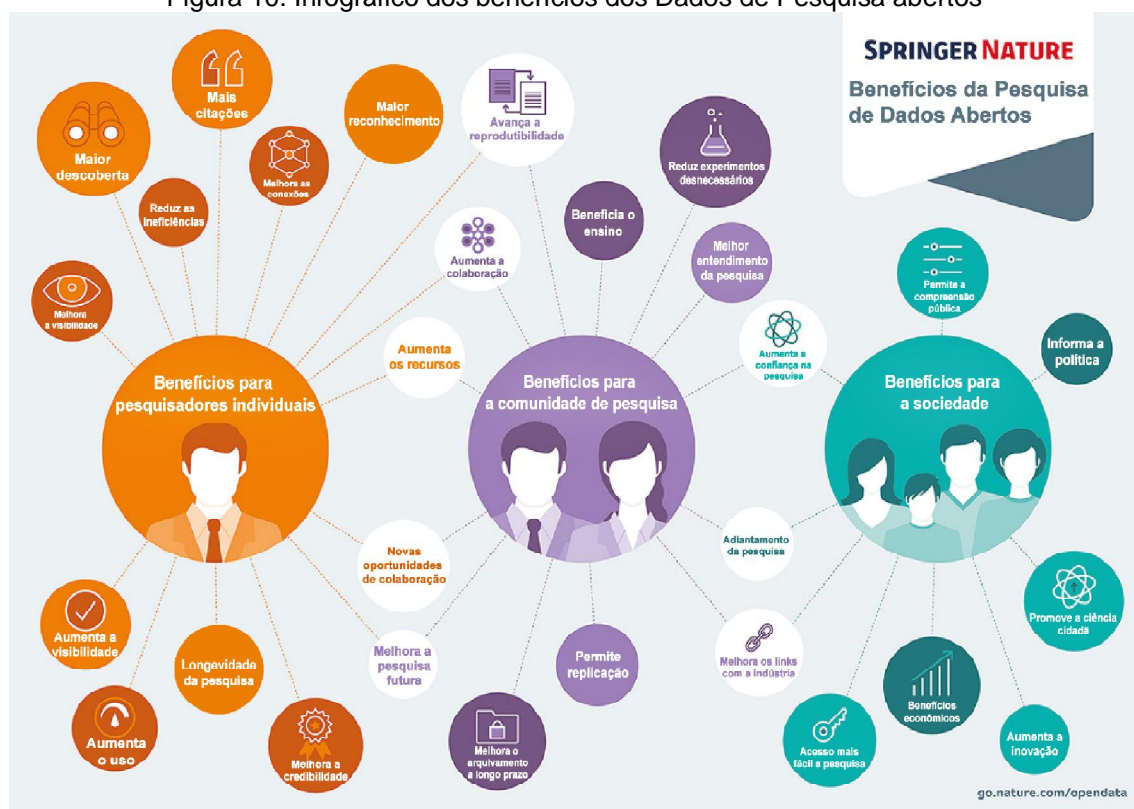 Figura 10: Infográfico dos benefícios dos Dados de Pesquisa abertos
SPRINGER NATURE
Benefícios da Pesquisa
de Dados Abertos
Mais
citações
Maior
descoberta
Reduz as
ineficiências
Melhora as
conexões
Maior
reconhecimento
Avança a
reprodutibilidade
Reduz experimentos
desnecessários
Beneficia o
ensino
Melhor
entendimento
da pesquisa
Aumenta a
colaboração
Melhora
a visibilidade
Aumenta
os recursos
Aumenta a
confiança na
pesquisa
Permite a
compreensão
pública
Informa a
política
Benefícios para
pesquisadores individuais
Benefícios para
a comunidade de pesquisa
Benefícios para
a sociedade
Novas
oportunidades
de colaboração
Adiantamento
da pesquisa
Aumenta a
visibilidade
Longevidade
da pesquisa
Melhora a
pesquisa
futura
Permite
replicação
Melhora os links
com a indústria
Promove a ciência
cidadã
Aumenta
o uso
Melhora a
credibilidade
Melhora o
arquivamento
a longo prazo
Acesso mais
fácil a pesquisa
Benefícios
econômicos
Aumenta a
inovação
go.nature.com/opendata